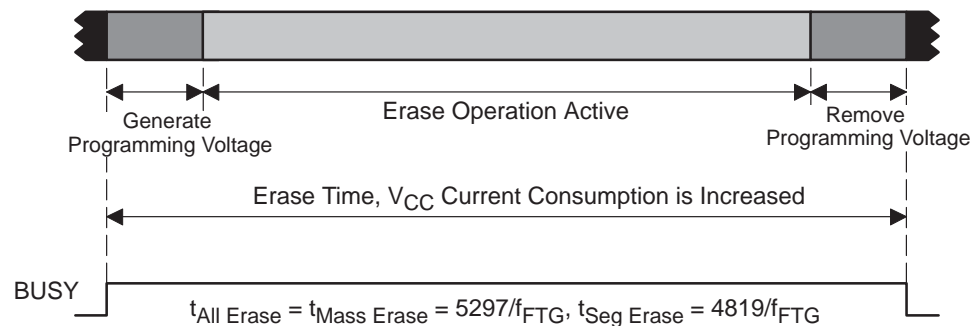 Generate
Programming Voltage
Erase Operation Active
Remove
Programming Voltage
Erase Time, VCC Current Consumption is Increased
BUSY
tAll Erase = tMass Erase = 5297/fFTG, tSeg Erase = 4819/fFTG